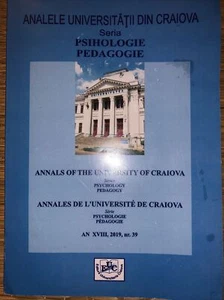 ANALELE UNIVERSITĂȚII DIN CRAIOVA
Seria
PSIHOLOGIE
PEDAGOGIE
ANNALS OF THE UNIVERSITY OF CRAIOVA
Series
PSYCHOLOGY
PEDAGOGY
ANNALES DE L'UNIVERSITÉ DE CRAIOVA
Série
PSYCHOLOGIE
PÉDAGOGIE
AN XVIII, 2019, nr. 39